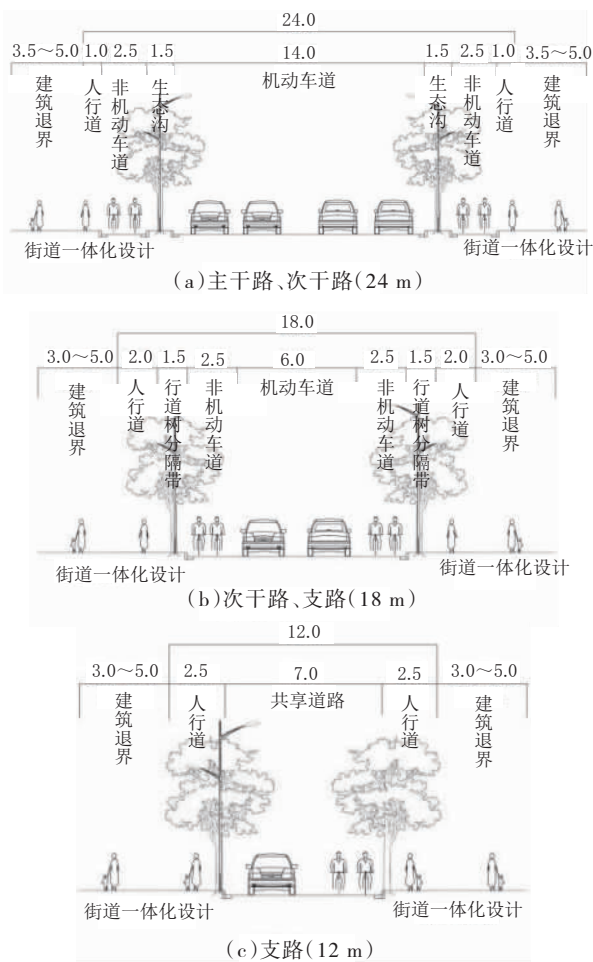 24.0
3.5～5.0 1.0 2.5 1.5 14.0 1.5 2.5 1.0 3.5～5.0
建筑退界 人行道 非机动车道 生态沟 机动车道 生态沟 非机动车道 人行道 建筑退界
街道一体化设计 街道一体化设计
(a)主干路、次干路(24 m)
18.0
3.0～5.0 2.0 1.5 2.5 6.0 2.5 1.5 2.0 3.0～5.0
建筑退界 人行道 行道树分隔带 非机动车道 机动车道 非机动车道 行道树分隔带 人行道 建筑退界
街道一体化设计 街道一体化设计
(b)次干路、支路(18 m)
12.0
3.0～5.0 2.5 7.0 2.5 3.0～5.0
建筑退界 人行道 共享道路 人行道 建筑退界
街道一体化设计 街道一体化设计
(c)支路(12 m)